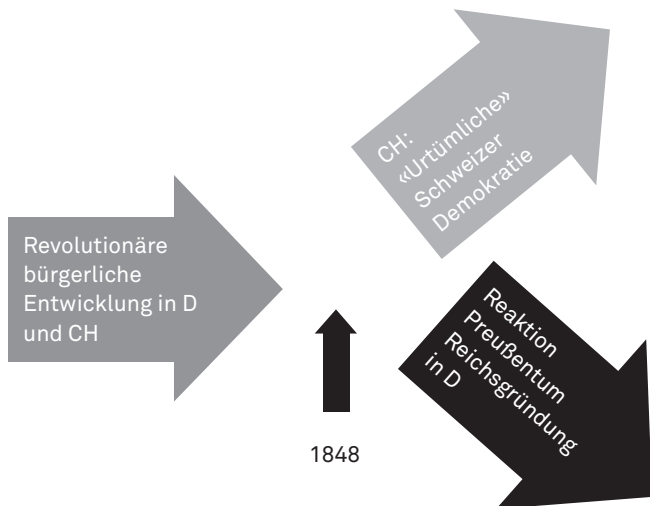 Revolutionäre
bürgerliche
Entwicklung in D
und CH
CH:
«Urtümliche»
Schweizer
Demokratie
Reaktion
Preußentum
Reichsgründung
in D
1848